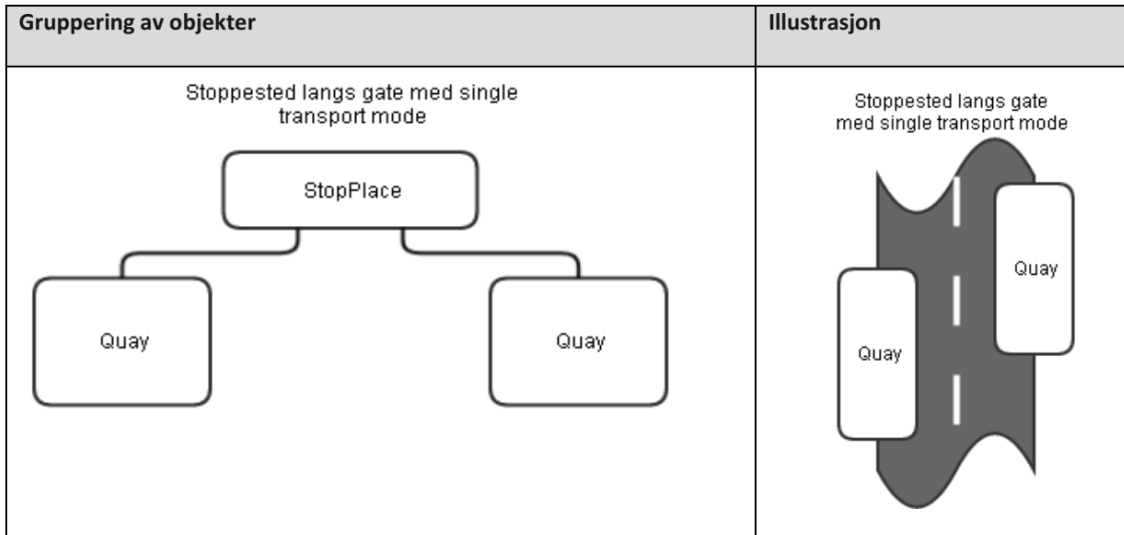 Gruppering av objekter
Illustrasjon
Stoppested langs gate med single
transport mode
StopPlace
Quay
Quay
Stoppested langs gate
med single transport mode
Quay
Quay